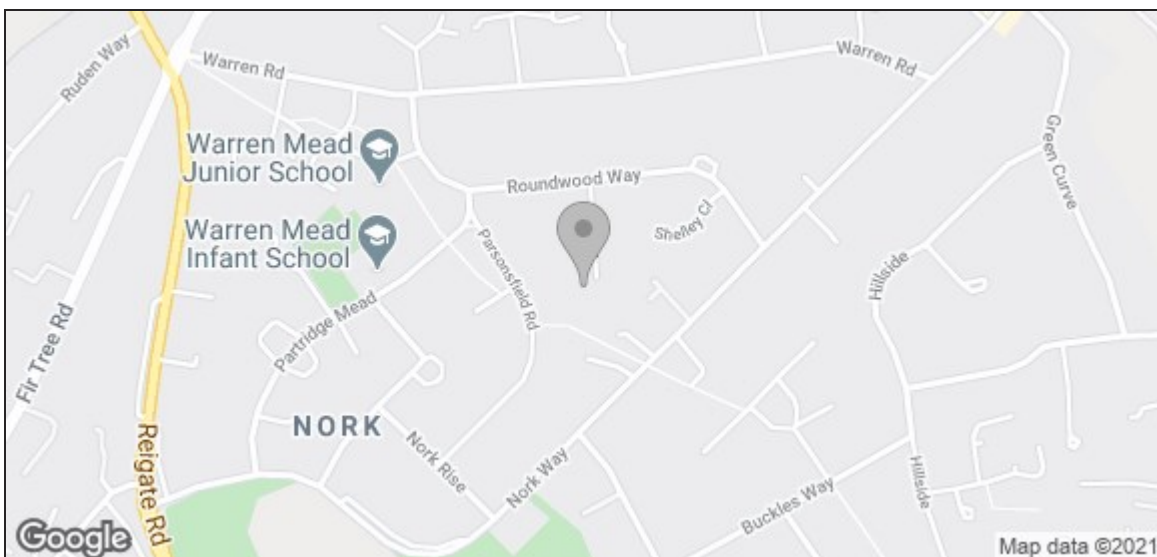 Ruden Way
Warren Rd
Warren Rd
Green Curve
Warren Mead
Junior School
Roundwood Way
Shelley Cl
Warren Mead
Infant School
Parsonsfield Rd
Hillside
Partridge Mead
Fir Tree Rd
NORK
Reigate Rd
Nork Rise
Nork Way
Buckles Way
Hillside
Google
Map data ©2021